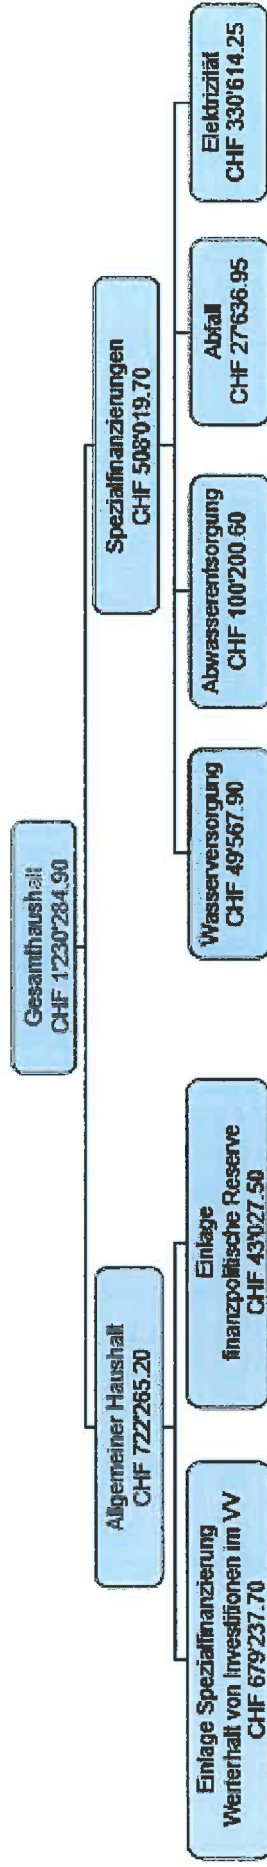 Gesamthaushalt
CHF 1'230'284.90
Allgemeiner Haushalt
CHF 722'265.20
Spezialfinanzierungen
CHF 508'019.70
Einlage Spezialfinanzierung
Werterhalt von Investitionen im VV
CHF 679'237.70
Einlage
finanzpolitische Reserve
CHF 43'027.50
Wasserversorgung
CHF 49'567.90
Abwasserentsorgung
CHF 100'200.60
Abfall
CHF 27'636.95
Elektrizität
CHF 330'614.25